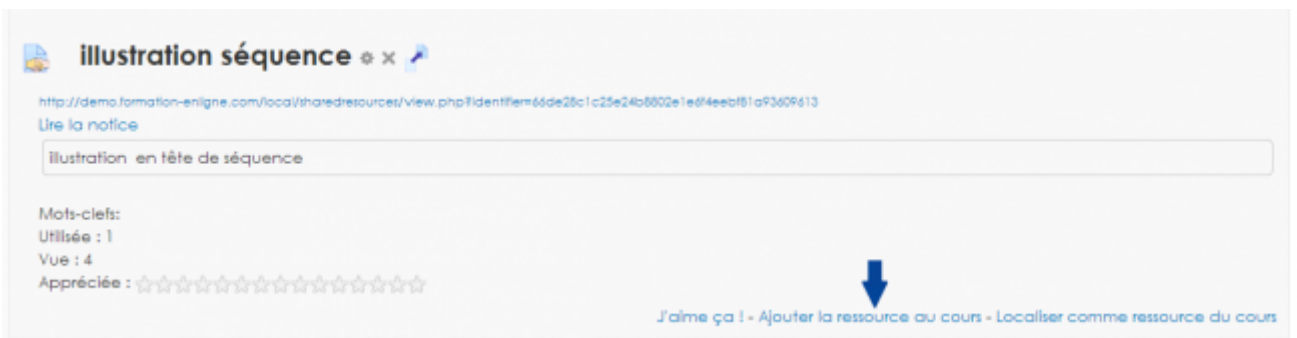 illustration séquence
http://demo.formation-enligne.com/local/sharedresources/view.php?identifier=66de28c1c25e24b8802e1e6f4eebf81a93609613
Lire la notice
illustration en tête de séquence
Mots-clefs:
Utilisée : 1
Vue : 4
Appréciée :
J'aime ça ! - Ajouter la ressource au cours - Localiser comme ressource du cours